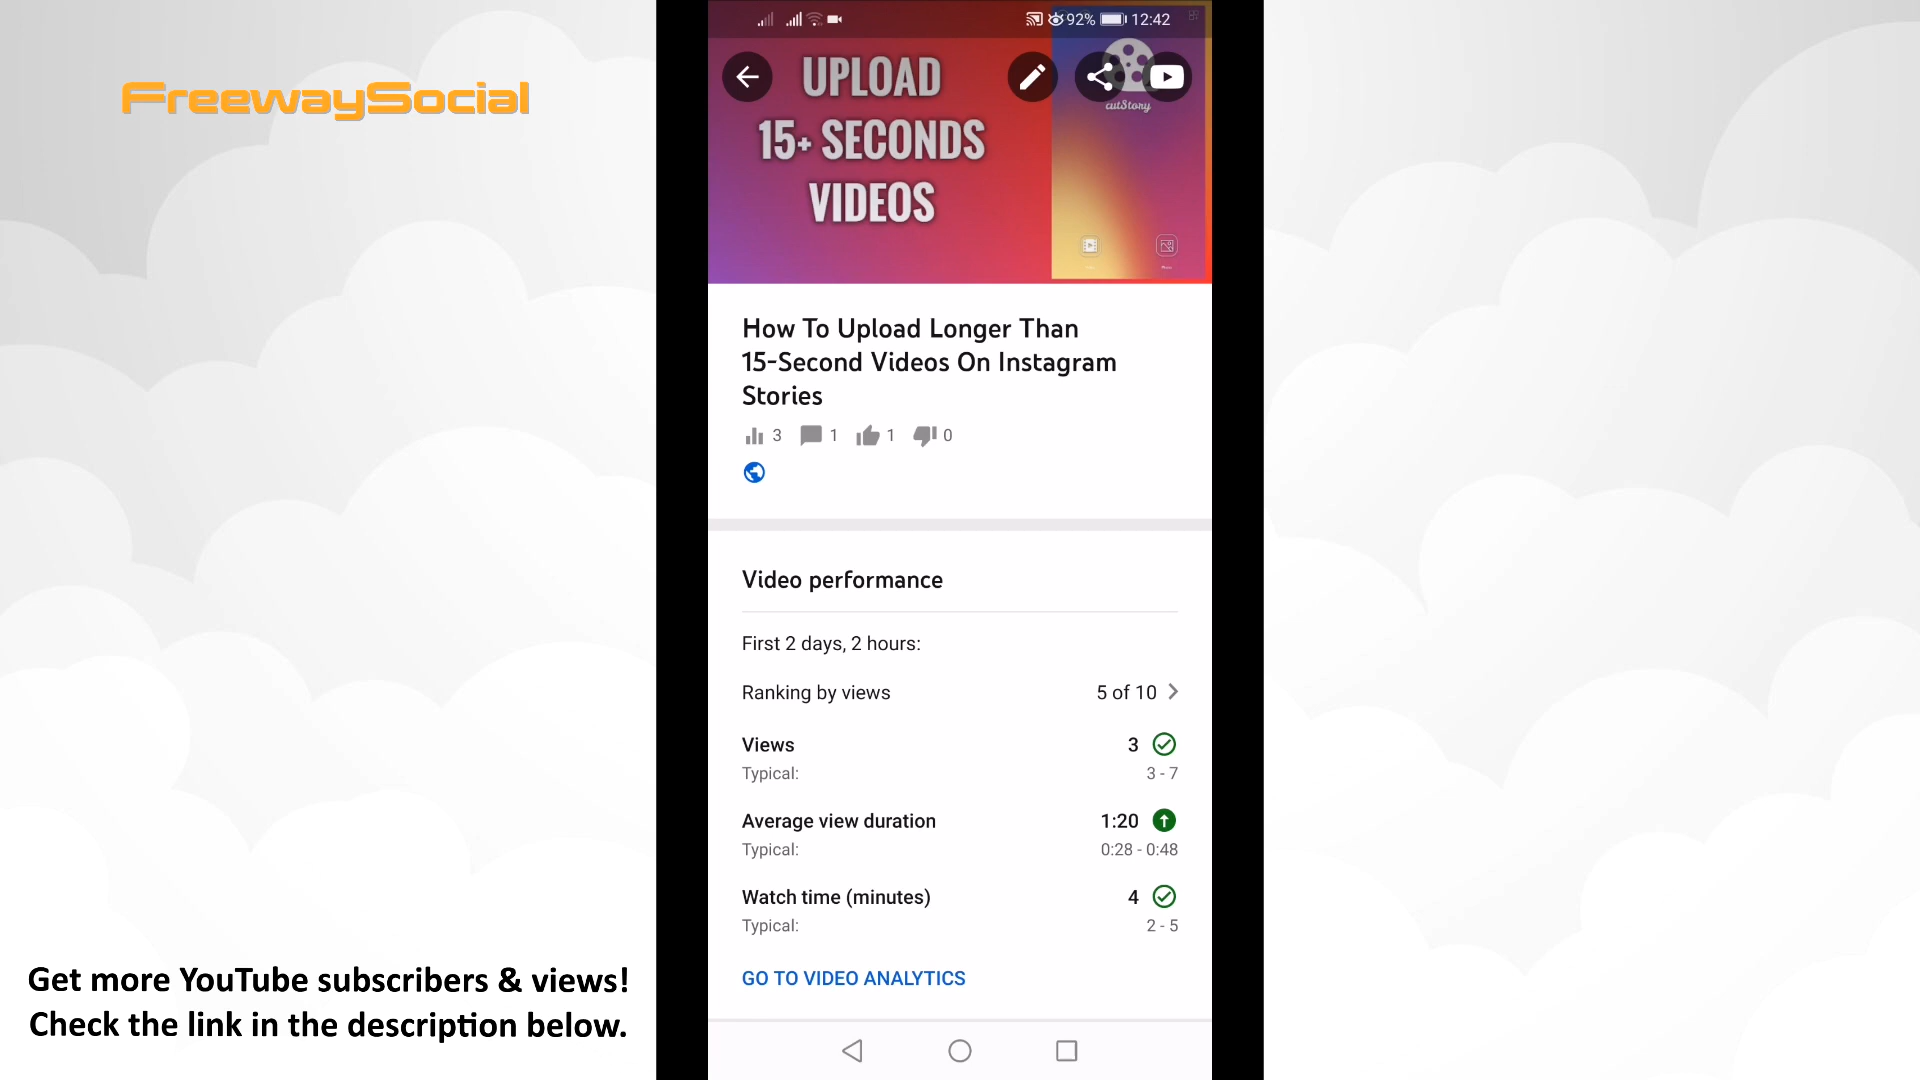 FreewaySocial
92% 12:42
UPLOAD
15+ SECONDS
VIDEOS
cutStory
How To Upload Longer Than
15-Second Videos On Instagram
Stories
3 1 1 0
Video performance
First 2 days, 2 hours:
Ranking by views 5 of 10
Views 3
Typical: 3 - 7
Average view duration 1:20
Typical: 0:28 - 0:48
Watch time (minutes) 4
Typical: 2 - 5
GO TO VIDEO ANALYTICS
Get more YouTube subscribers & views!
Check the link in the description below.